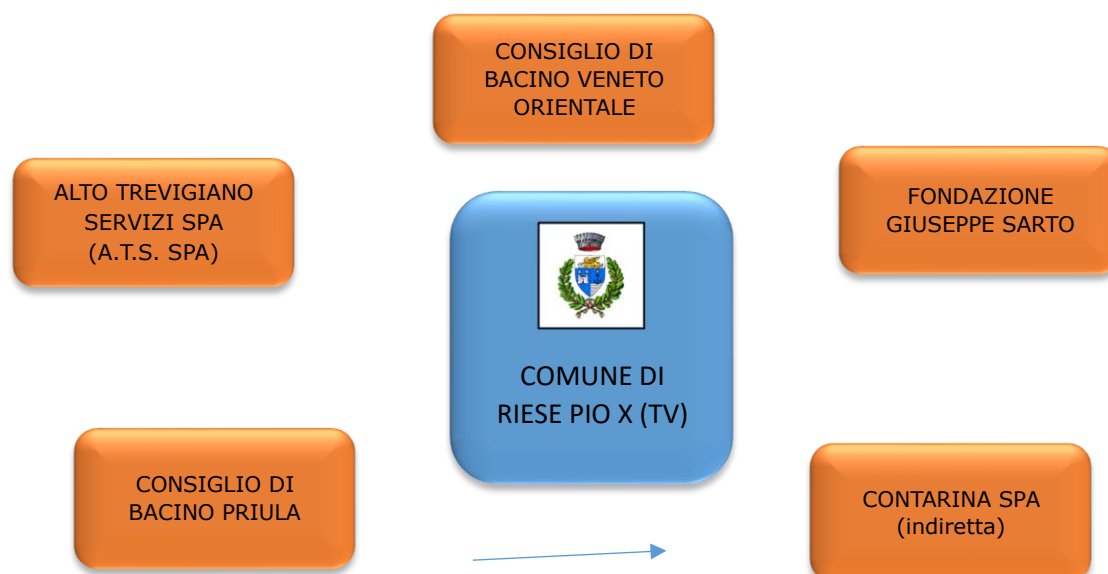 CONSIGLIO DI
BACINO VENETO
ORIENTALE
ALTO TREVIGIANO
SERVIZI SPA
(A.T.S. SPA)
FONDAZIONE
GIUSEPPE SARTO
COMUNE DI
RIESE PIO X (TV)
CONSIGLIO DI
BACINO PRIULA
CONTARINA SPA
(indiretta)